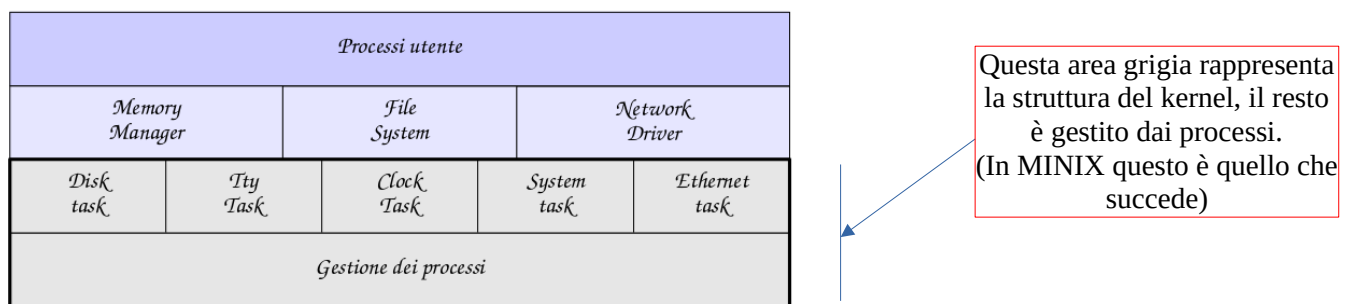 Processi utente
Memory
Manager
File
System
Network
Driver
Disk
task
Tty
Task
Clock
Task
System
task
Ethernet
task
Gestione dei processi
Questa area grigia rappresenta
la struttura del kernel, il resto
è gestito dai processi.
(In MINIX questo è quello che
succede)